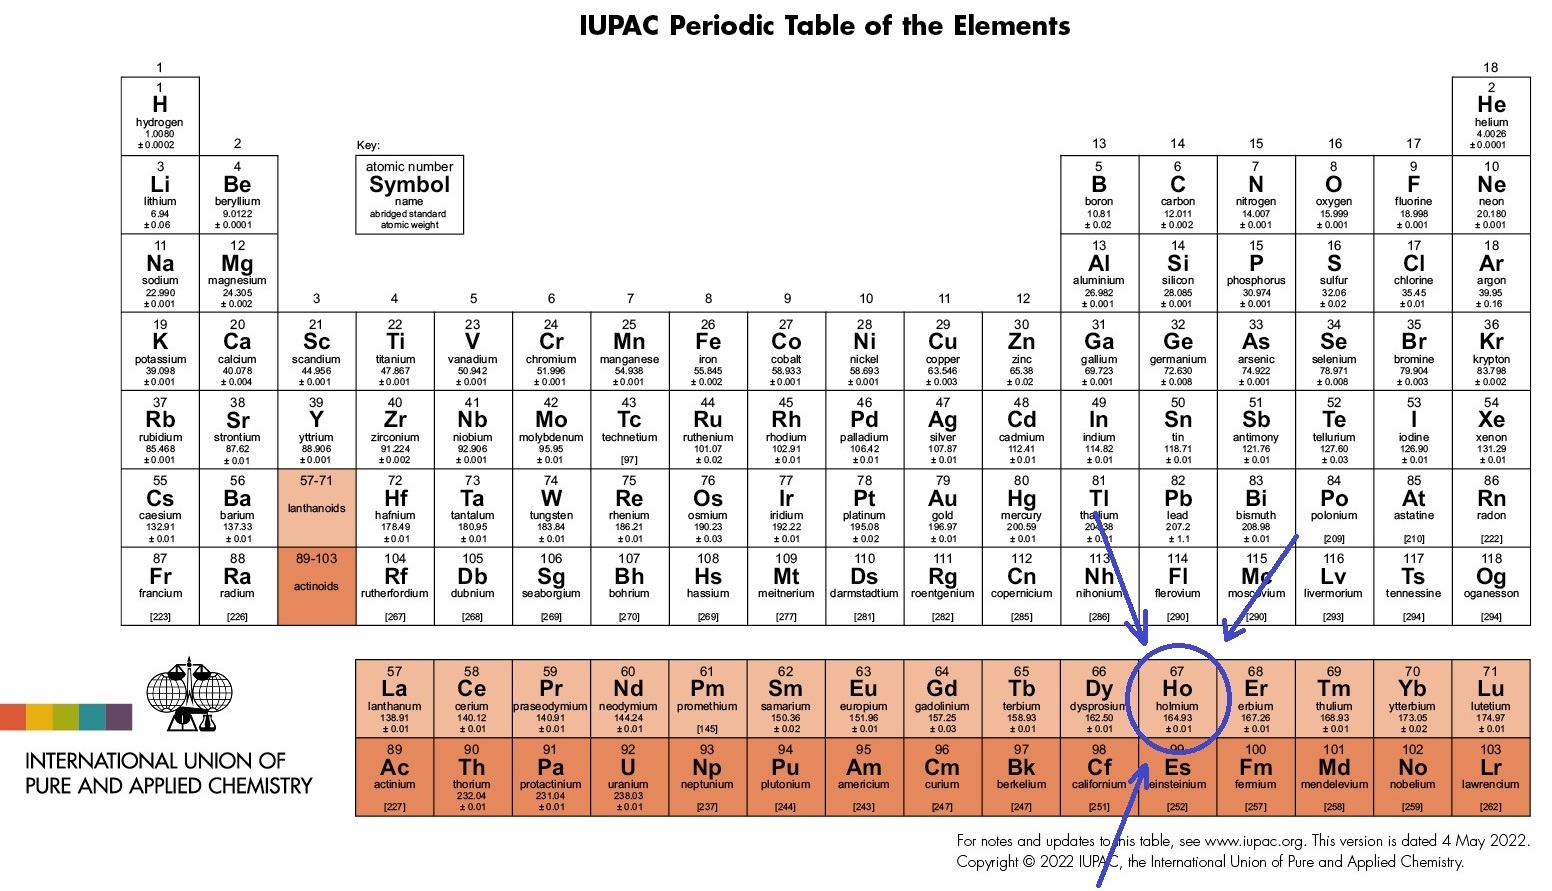 IUPAC Periodic Table of the Elements
1 18
1 2
H He
hydrogen helium
1.0080 4.0026
± 0.0002 ± 0.0001
2 13 14 15 16 17
Key:
atomic number
Symbol
name
abridged standard
atomic weight
3 4 5 6 7 8 9 10
Li Be B C N O F Ne
lithium beryllium boron carbon nitrogen oxygen fluorine neon
6.94 9.0122 10.81 12.011 14.007 15.999 18.998 20.180
± 0.06 ± 0.0001 ± 0.02 ± 0.002 ± 0.001 ± 0.001 ± 0.001 ± 0.001
11 12 13 14 15 16 17 18
Na Mg Al Si P S Cl Ar
sodium magnesium aluminium silicon phosphorus sulfur chlorine argon
22.990 24.305 26.982 28.085 30.974 32.06 35.45 39.95
± 0.001 ± 0.002 ± 0.001 ± 0.001 ± 0.001 ± 0.02 ± 0.01 ± 0.16
3 4 5 6 7 8 9 10 11 12
19 20 21 22 23 24 25 26 27 28 29 30 31 32 33 34 35 36
K Ca Sc Ti V Cr Mn Fe Co Ni Cu Zn Ga Ge As Se Br Kr
potassium calcium scandium titanium vanadium chromium manganese iron cobalt nickel copper zinc gallium germanium arsenic selenium bromine krypton
39.098 40.078 44.956 47.867 50.942 51.996 54.938 55.845 58.933 58.693 63.546 65.38 69.723 72.630 74.922 78.971 79.904 83.798
± 0.001 ± 0.004 ± 0.001 ± 0.001 ± 0.001 ± 0.001 ± 0.001 ± 0.002 ± 0.001 ± 0.001 ± 0.003 ± 0.02 ± 0.001 ± 0.008 ± 0.001 ± 0.008 ± 0.003 ± 0.002
37 38 39 40 41 42 43 44 45 46 47 48 49 50 51 52 53 54
Rb Sr Y Zr Nb Mo Tc Ru Rh Pd Ag Cd In Sn Sb Te I Xe
rubidium strontium yttrium zirconium niobium molybdenum technetium ruthenium rhodium palladium silver cadmium indium tin antimony tellurium iodine xenon
85.468 87.62 88.906 91.224 92.906 95.95 101.07 102.91 106.42 107.87 112.41 114.82 118.71 121.76 127.60 126.90 131.29
± 0.001 ± 0.01 ± 0.001 ± 0.002 ± 0.001 ± 0.01 [97] ± 0.02 ± 0.01 ± 0.01 ± 0.01 ± 0.01 ± 0.01 ± 0.01 ± 0.01 ± 0.03 ± 0.01 ± 0.01
55 56 57-71 72 73 74 75 76 77 78 79 80 81 82 83 84 85 86
Cs Ba Hf Ta W Re Os Ir Pt Au Hg Tl Pb Bi Po At Rn
caesium barium lanthanoids hafnium tantalum tungsten rhenium osmium iridium platinum gold mercury thallium lead bismuth polonium astatine radon
132.91 137.33 178.49 180.95 183.84 186.21 190.23 192.22 195.08 196.97 200.59 204.38 207.2 208.98
± 0.01 ± 0.01 ± 0.01 ± 0.01 ± 0.01 ± 0.01 ± 0.03 ± 0.01 ± 0.02 ± 0.01 ± 0.01 ± 0.01 ± 1.1 ± 0.01 [209] [210] [222]
87 88 89-103 104 105 106 107 108 109 110 111 112 113 114 115 116 117 118
Fr Ra Rf Db Sg Bh Hs Mt Ds Rg Cn Nh Fl Mc Lv Ts Og
francium radium actinoids rutherfordium dubnium seaborgium bohrium hassium meitnerium darmstadtium roentgenium copernicium nihonium flerovium moscovium livermorium tennessine oganesson
[223] [226] [267] [268] [269] [270] [269] [277] [281] [282] [285] [286] [290] [290] [293] [294] [294]
57 58 59 60 61 62 63 64 65 66 67 68 69 70 71
La Ce Pr Nd Pm Sm Eu Gd Tb Dy Ho Er Tm Yb Lu
lanthanum cerium praseodymium neodymium promethium samarium europium gadolinium terbium dysprosium holmium erbium thulium ytterbium lutetium
138.91 140.12 140.91 144.24 150.36 151.96 157.25 158.93 162.50 164.93 167.26 168.93 173.05 174.97
± 0.01 ± 0.01 ± 0.01 ± 0.01 [145] ± 0.02 ± 0.01 ± 0.03 ± 0.01 ± 0.01 ± 0.01 ± 0.01 ± 0.01 ± 0.02 ± 0.01
89 90 91 92 93 94 95 96 97 98 99 100 101 102 103
Ac Th Pa U Np Pu Am Cm Bk Cf Es Fm Md No Lr
actinium thorium protactinium uranium neptunium plutonium americium curium berkelium californium einsteinium fermium mendelevium nobelium lawrencium
232.04 231.04 238.03
[227] ± 0.01 ± 0.01 ± 0.01 [237] [244] [243] [247] [247] [251] [252] [257] [258] [259] [262]
INTERNATIONAL UNION OF
PURE AND APPLIED CHEMISTRY
For notes and updates to this table, see www.iupac.org. This version is dated 4 May 2022.
Copyright © 2022 IUPAC, the International Union of Pure and Applied Chemistry.